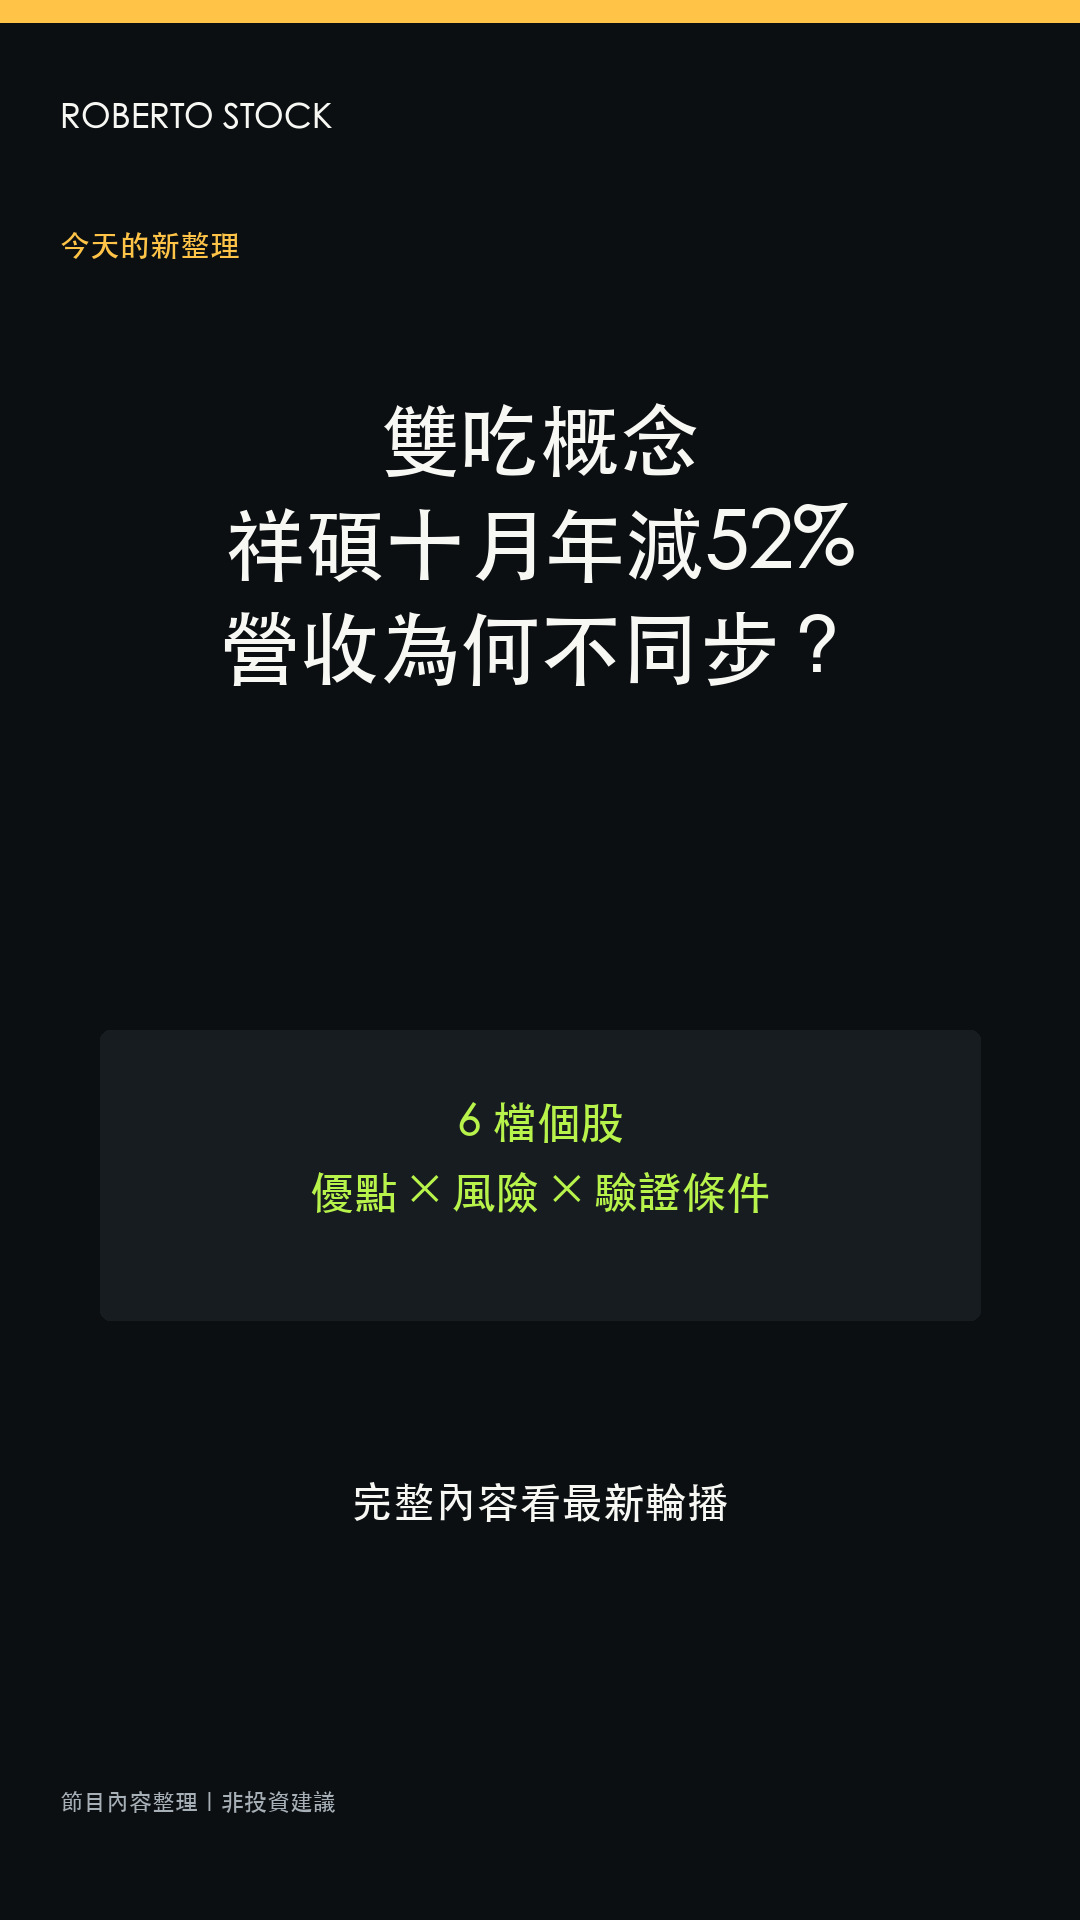 ROBERTO STOCK
今天的新整理
雙吃概念
祥碩十月年減52%
營收為何不同步？
6 檔個股
優點 × 風險 × 驗證條件
完整內容看最新輪播
節目內容整理｜非投資建議